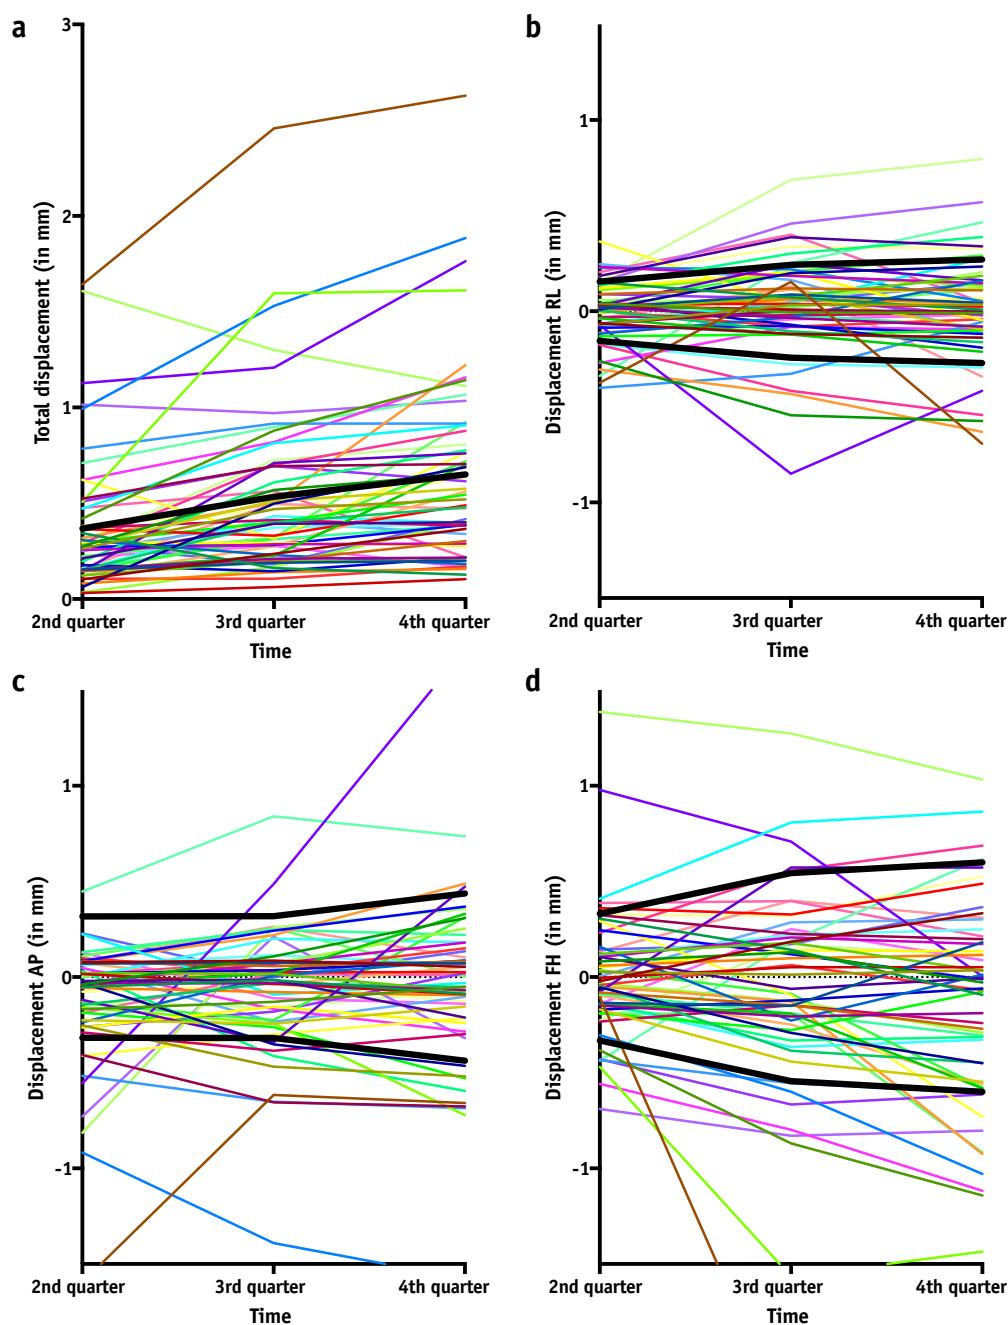 a
3
2
1
0
Total displacement (in mm)
2nd quarter 3rd quarter 4th quarter
Time
b
1
0
-1
Displacement RL (in mm)
2nd quarter 3rd quarter 4th quarter
Time
c
1
0
-1
Displacement AP (in mm)
2nd quarter 3rd quarter 4th quarter
Time
d
1
0
-1
Displacement FH (in mm)
2nd quarter 3rd quarter 4th quarter
Time